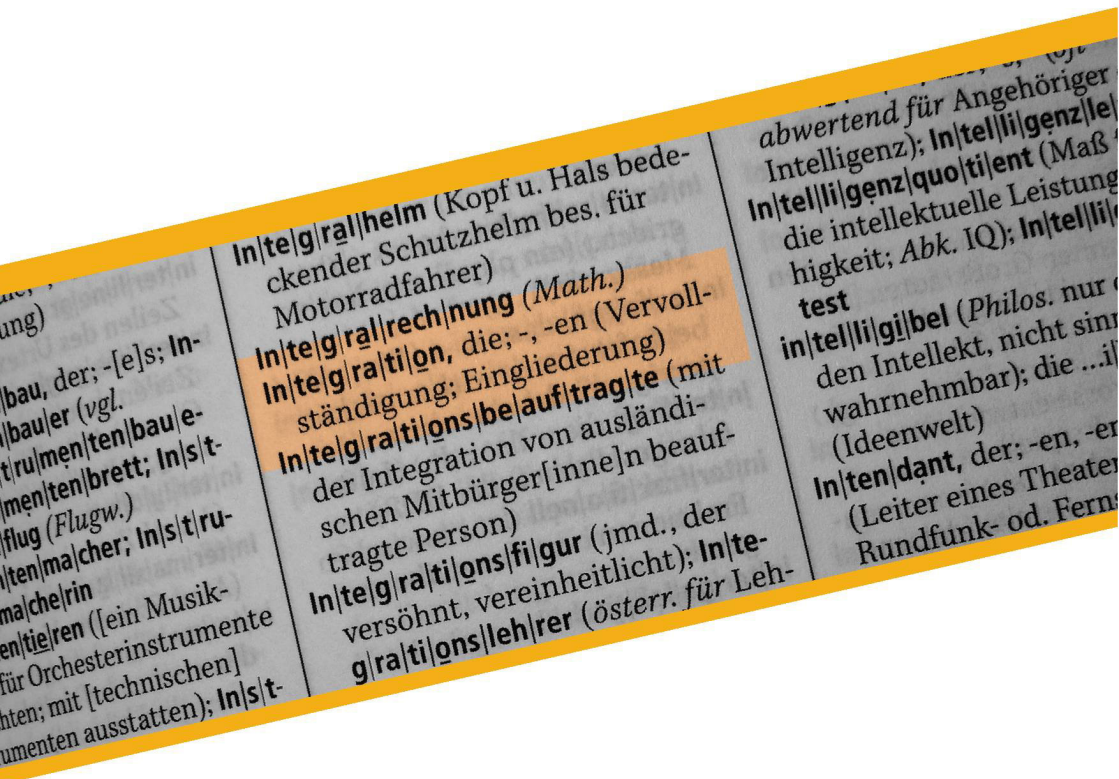 ung)
bau, der; -[e]s; In-
bau|er (vgl.
t|ru|men|ten|bau|e-
men|ten|brett; In|s|t-
flug (Flugw.)
ten|ma|cher; In|s|t|ru-
ma|che|rin
en|tie|ren ([ein Musik-
für Orchesterinstrumente
hten; mit [technischen]
umenten ausstatten); In|s|t-
In|te|g|ral|helm (Kopf u. Hals bede-
ckender Schutzhelm bes. für
Motorradfahrer)
In|te|g|ral|rech|nung (Math.)
In|te|g|ra|ti|on, die; -, -en (Vervoll-
ständigung; Eingliederung)
In|te|g|ra|ti|ons|be|auf|trag|te (mit
der Integration von ausländi-
schen Mitbürger[inne]n beauf-
tragte Person)
In|te|g|ra|ti|ons|fi|gur (jmd., der
versöhnt, vereinheitlicht); In|te-
g|ra|ti|ons|leh|rer (österr. für Leh-
(oft
abwertend für Angehöriger
Intelligenz); In|tel|li|genz|le
In|tel|li|genz|quo|ti|ent (Maß
die intellektuelle Leistung
higkeit; Abk. IQ); In|tel|li
test
in|tel|li|gi|bel (Philos. nur
den Intellekt, nicht sinn
wahrnehmbar); die ...i
(Ideenwelt)
In|ten|dant, der; -en, -en
(Leiter eines Theate
Rundfunk- od. Fern